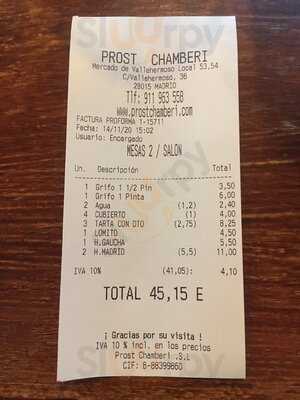 PROST CHAMBERI
Mercado de Vallehermoso Local 53,54
C/Vallehermoso, 36
28015 MADRID
Tlf: 911 963 558
www.prostchamberi.com
FACTURA PROFORMA 1-15711
Fecha: 14/11/20 15:02
Usuario: Encargado
MESAS 2 / SALON
Un. Descripción Total
1 Grifo 1 1/2 Pin 3,50
1 Grifo 1 Pinta 6,00
2 Agua (1,2) 2,40
4 CUBIERTO (1) 4,00
3 TARTA CON DTO (2,75) 8,25
1 LOMITO 4,50
1 H.GAUCHA 5,50
2 H.MADRID (5,5) 11,00
IVA 10% (41,05): 4,10
TOTAL 45,15 E
¡ Gracias por su visita !
IVA 10 % incl. en los precios
Prost Chamberi .S.L
CIF: B-88399860